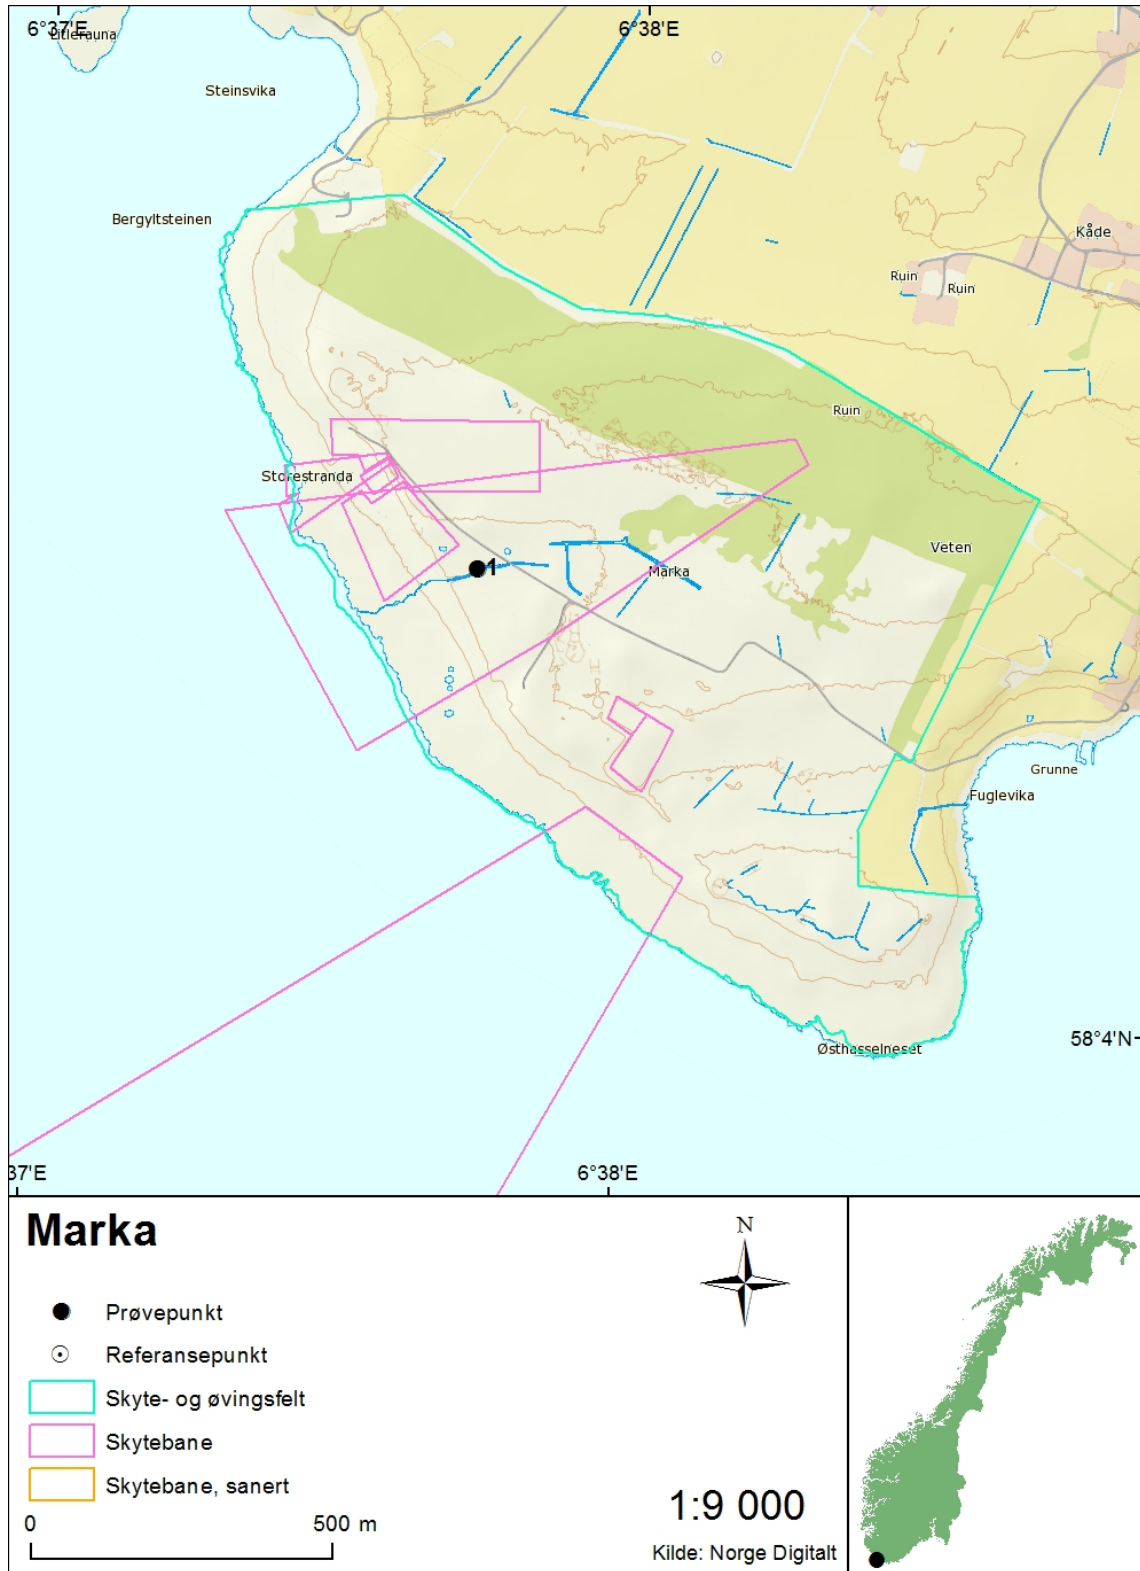 6°37'E
6°38'E
Litlerauna
Steinsvika
Bergyltsteinen
Kåde
Ruin
Ruin
Ruin
Storestranda
Veten
1
Marka
Grunne
Fuglevika
58°4'N
Østhasselneset
37'E
6°38'E
Marka
N
Prøvepunkt
Referansepunkt
Skyte- og øvingsfelt
Skytebane
Skytebane, sanert
0
500 m
1:9 000
Kilde: Norge Digitalt